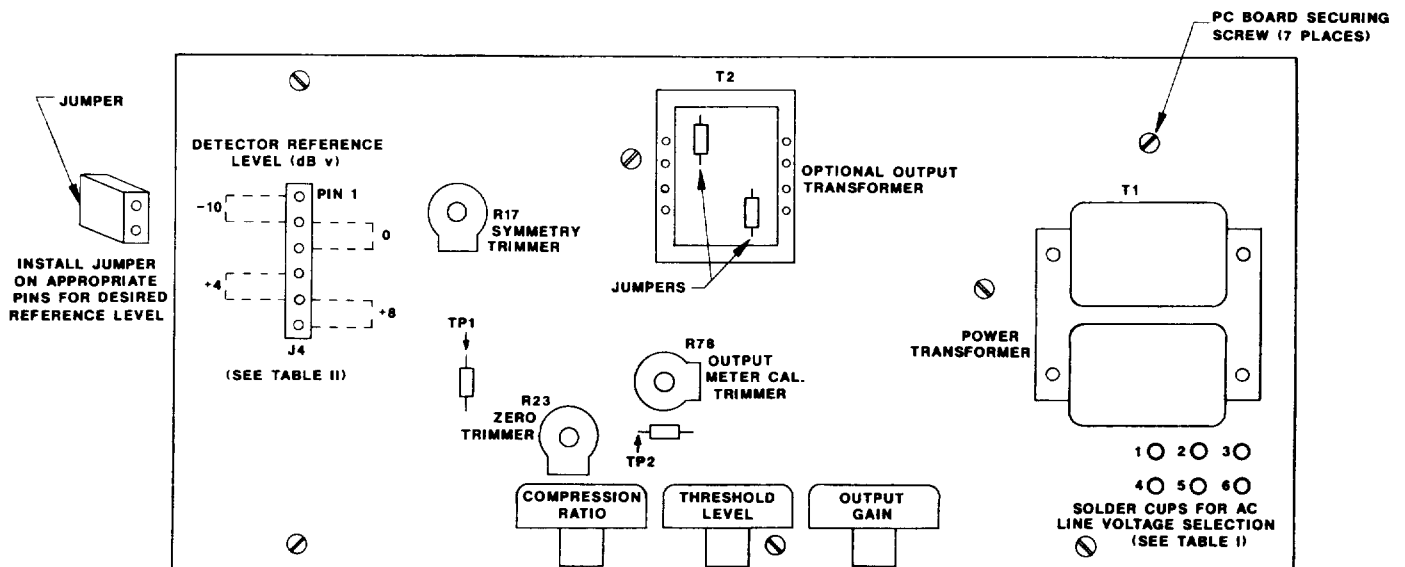 PC BOARD SECURING
SCREW (7 PLACES)
JUMPER
T2
DETECTOR REFERENCE
LEVEL (dB v)
PIN 1
-10
0
+4
+8
J4
(SEE TABLE II)
INSTALL JUMPER
ON APPROPRIATE
PINS FOR DESIRED
REFERENCE LEVEL
R17
SYMMETRY
TRIMMER
OPTIONAL OUTPUT
TRANSFORMER
JUMPERS
T1
POWER
TRANSFORMER
TP1
R78
OUTPUT
METER CAL.
TRIMMER
R23
ZERO
TRIMMER
TP2
1 2 3
4 5 6
SOLDER CUPS FOR AC
LINE VOLTAGE SELECTION
(SEE TABLE I)
COMPRESSION
RATIO
THRESHOLD
LEVEL
OUTPUT
GAIN